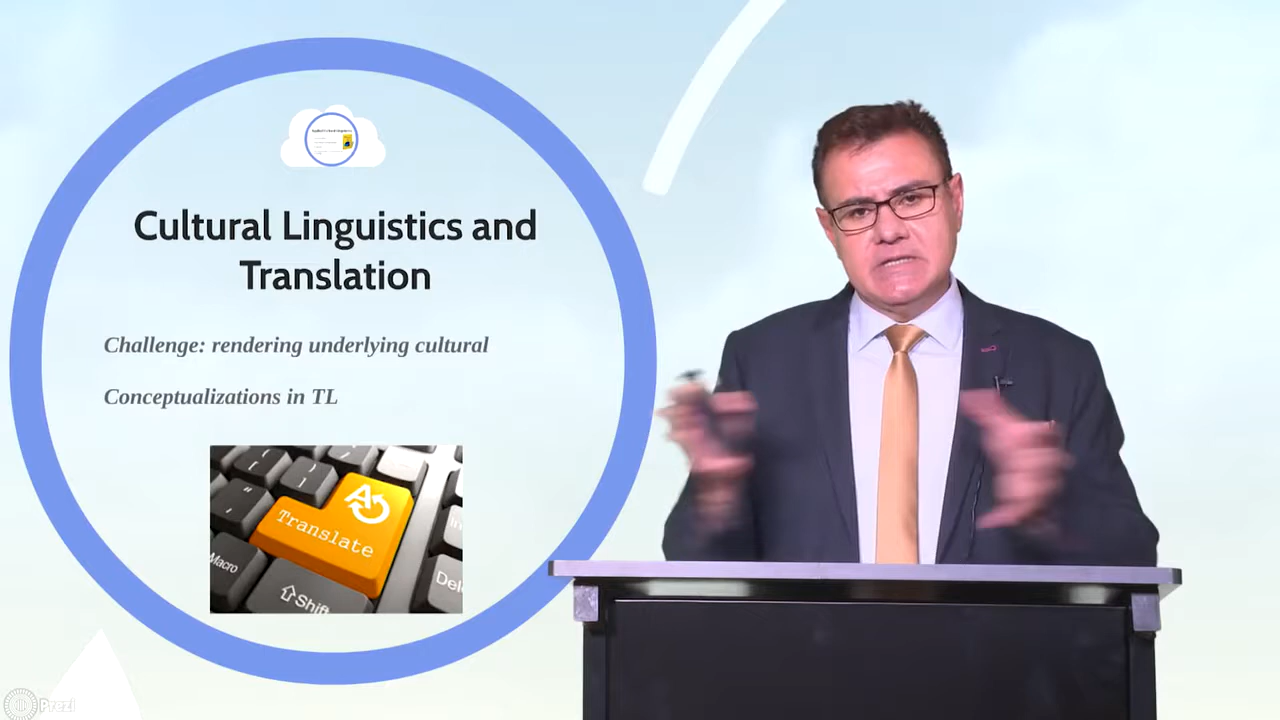 Cultural Linguistics and
Translation
Challenge: rendering underlying cultural
Conceptualizations in TL
Translate
Macro
Shift
Del
Prezi